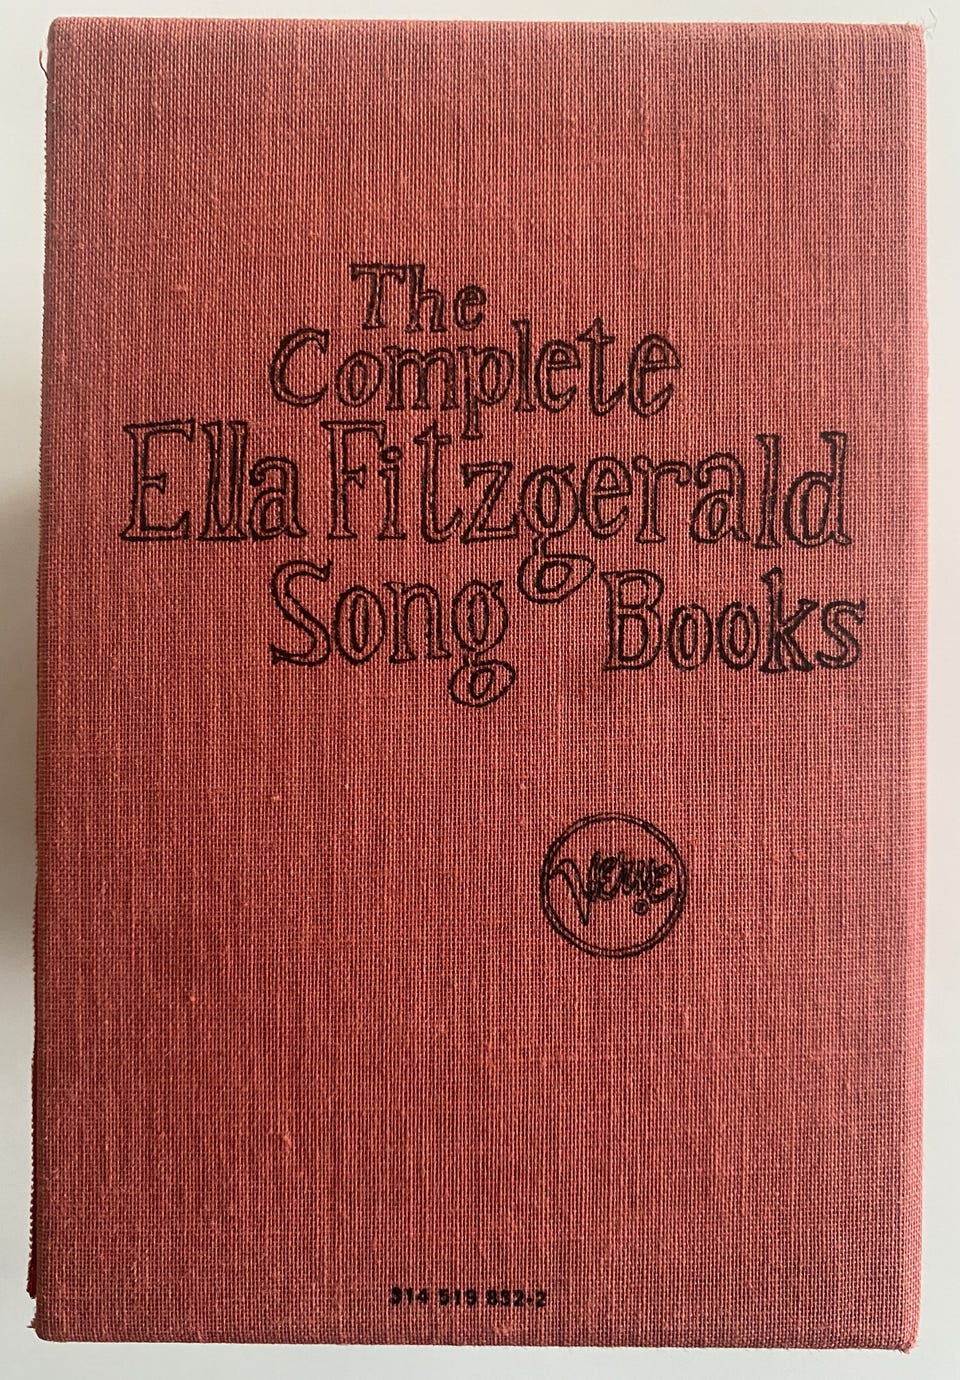 The
Complete
Ella Fitzgerald
Song Books
VERVE
314 519 832-2